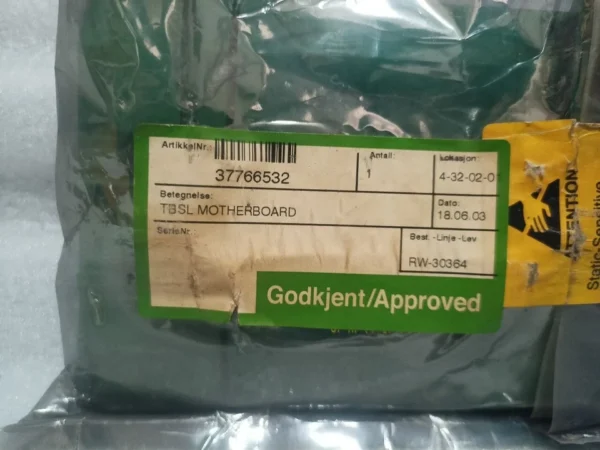 ArtikkelNr.:
37766532
Antall:
1
Lokasjon:
4-32-02-01
Betegnelse:
TBSL MOTHERBOARD
Dato:
18.06.03
SerieNr.
Best. -Linje -Lev
RW-30364
Godkjent/Approved
ATTENTION
Static-Sensitive